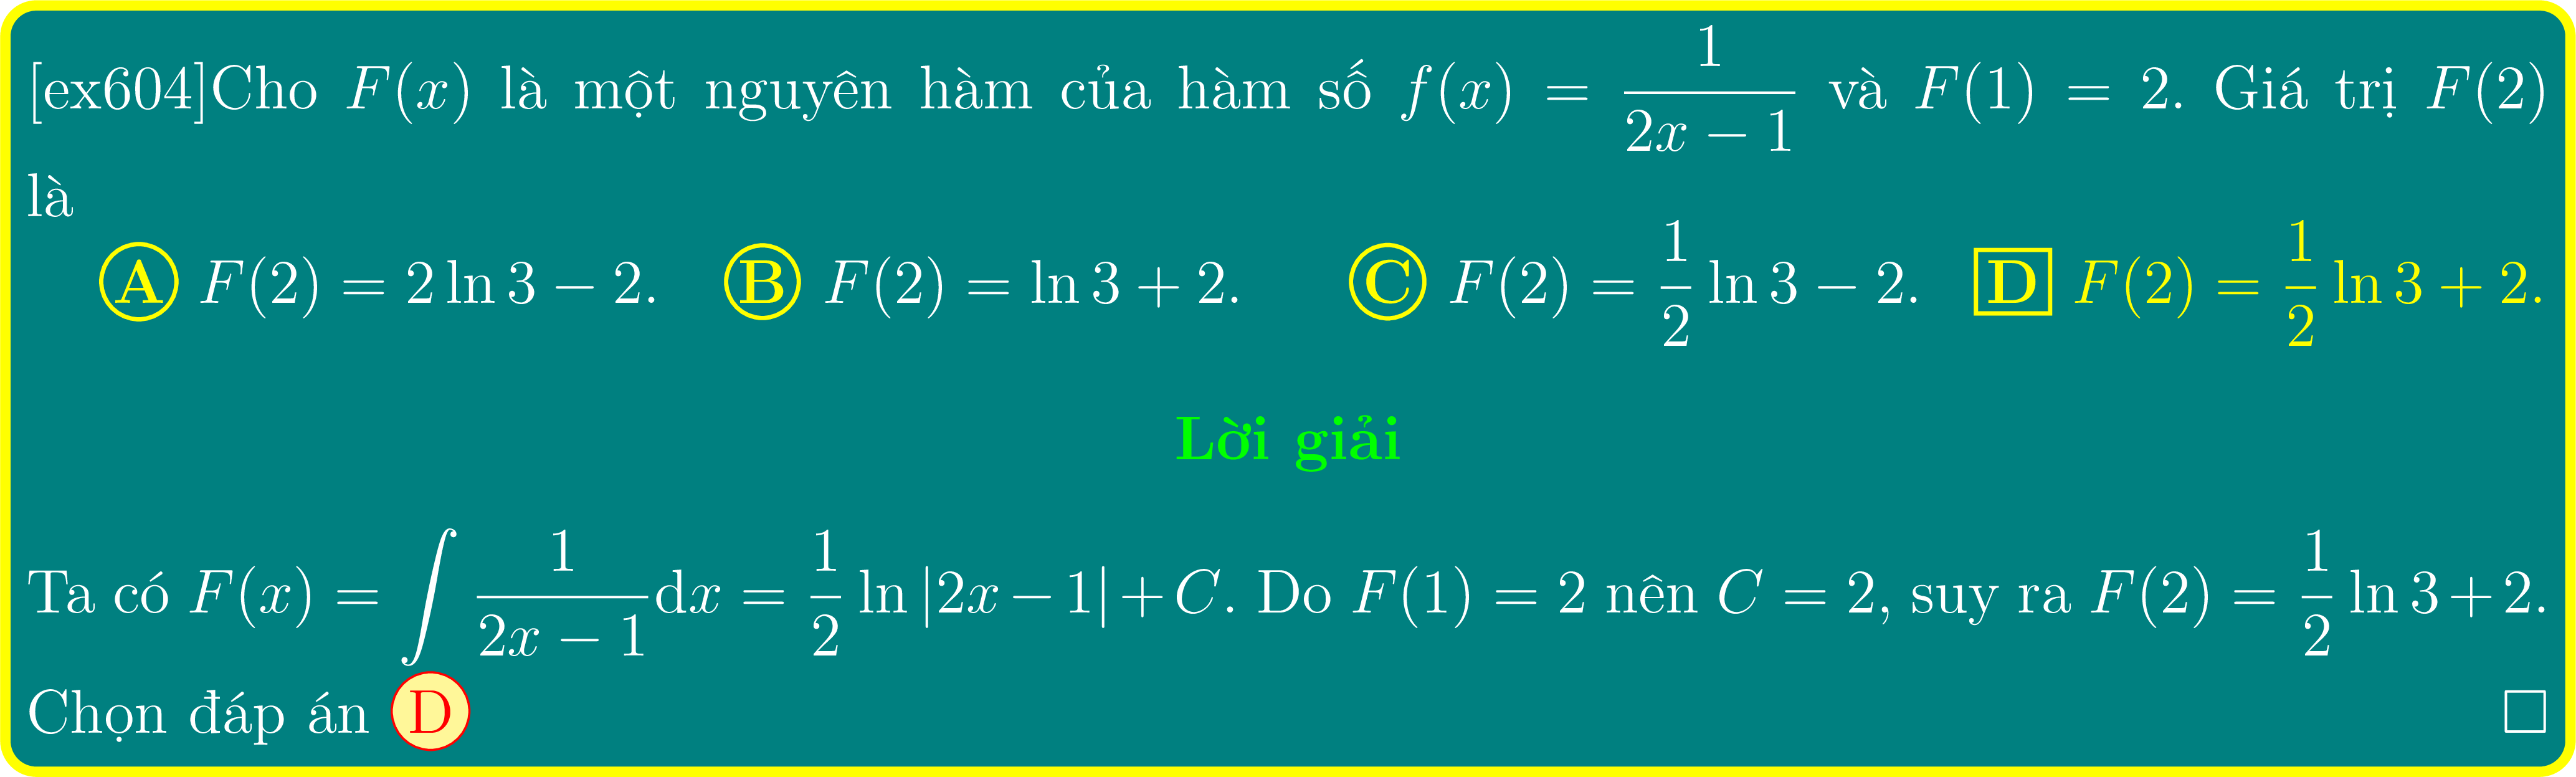 [ex604]Cho F(x) là một nguyên hàm của hàm số f(x) = \frac{1}{2x − 1} và F(1) = 2. Giá trị F(2)
là
A F(2) = 2 ln 3 − 2. B F(2) = ln 3 + 2. C F(2) = \frac{1}{2} ln 3 − 2. D F(2) = \frac{1}{2} ln 3 + 2.
Lời giải
Ta có F(x) = ∫ \frac{1}{2x − 1} dx = \frac{1}{2} ln |2x − 1| + C. Do F(1) = 2 nên C = 2, suy ra F(2) = \frac{1}{2} ln 3 + 2.
Chọn đáp án D □